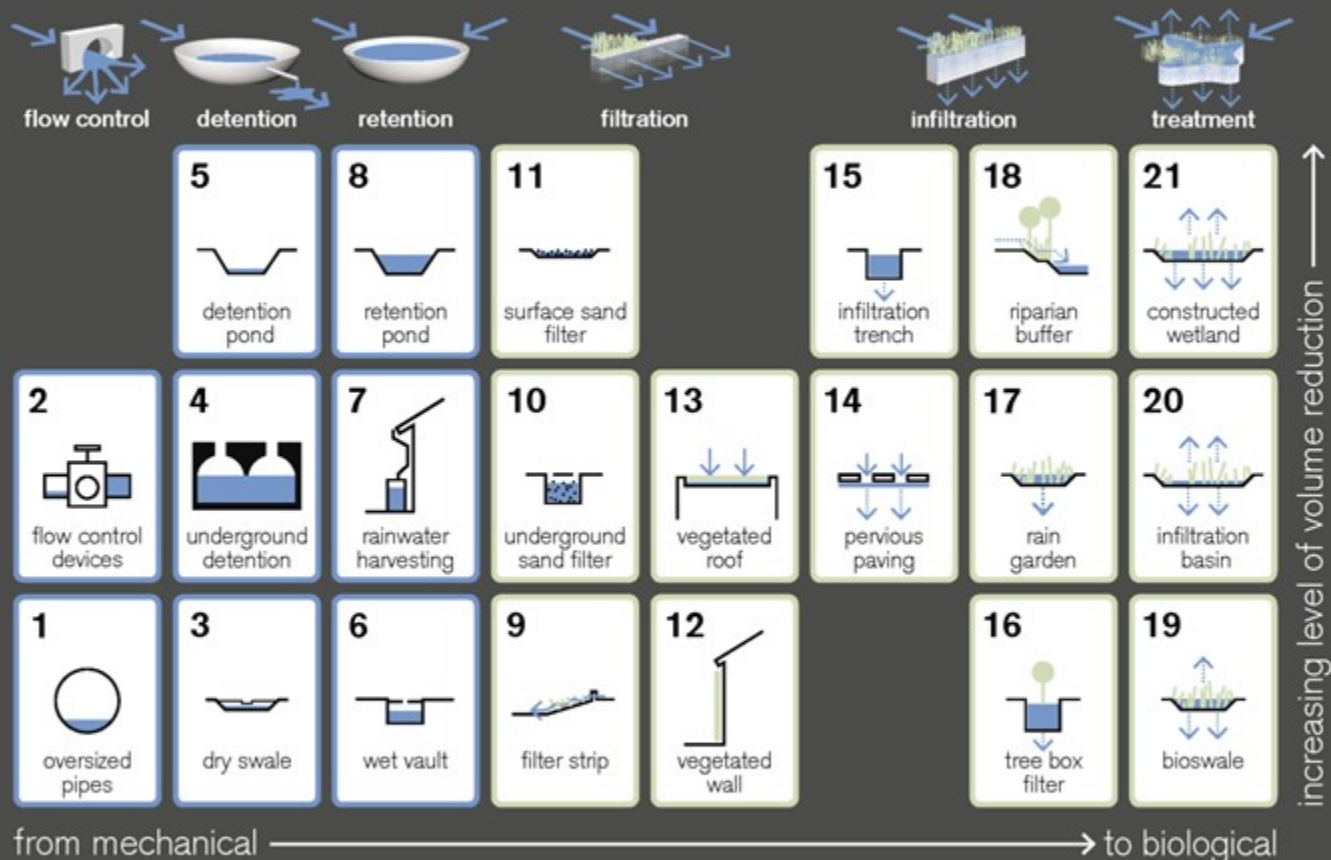 flow control
detention
retention
filtration
infiltration
treatment
5
detention
pond
8
retention
pond
11
surface sand
filter
15
infiltration
trench
18
riparian
buffer
21
constructed
wetland
2
flow control
devices
4
underground
detention
7
rainwater
harvesting
10
underground
sand filter
13
vegetated
roof
14
pervious
paving
17
rain
garden
20
infiltration
basin
1
oversized
pipes
3
dry swale
6
wet vault
9
filter strip
12
vegetated
wall
16
tree box
filter
19
bioswale
increasing level of volume reduction
from mechanical
to biological